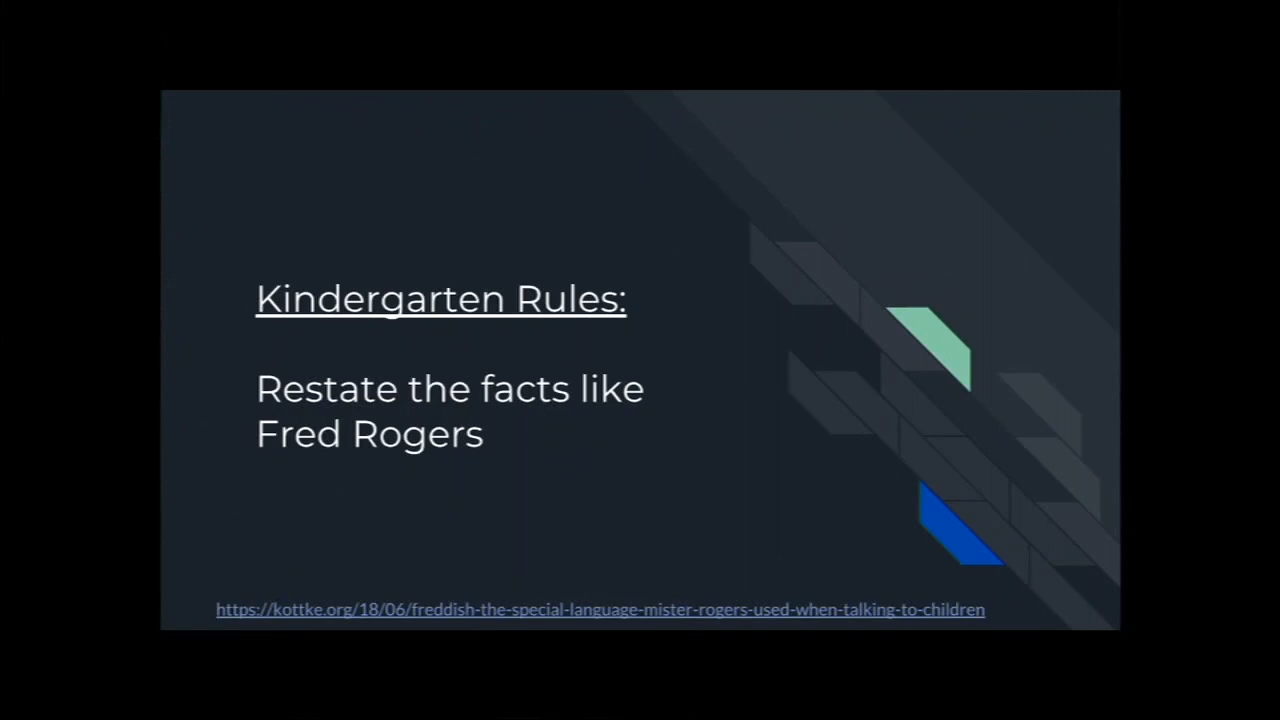 Kindergarten Rules:
Restate the facts like
Fred Rogers
https://kottke.org/18/06/freddish-the-special-language-mister-rogers-used-when-talking-to-children